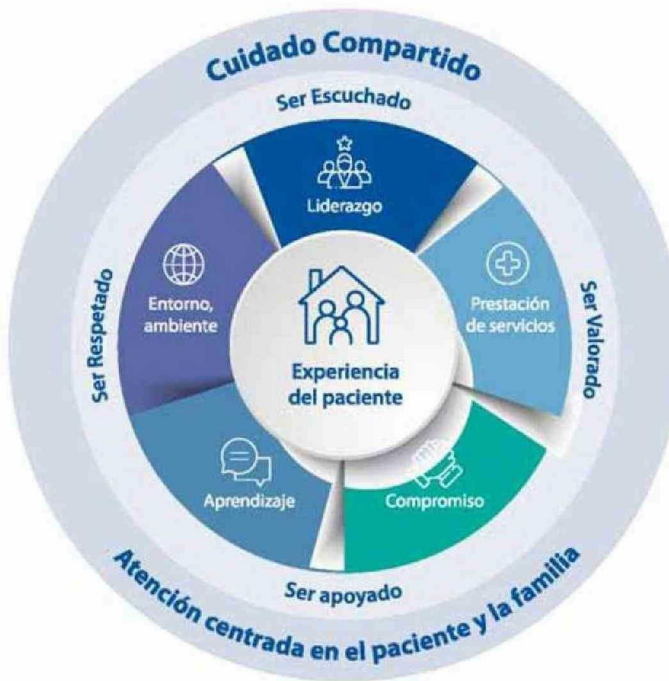 Cuidado Compartido
Ser Escuchado
Liderazgo
Entorno,
ambiente
Prestación
de servicios
Ser Respetado
Ser Valorado
Experiencia
del paciente
Aprendizaje
Compromiso
Ser apoyado
Atención centrada en el paciente y la familia